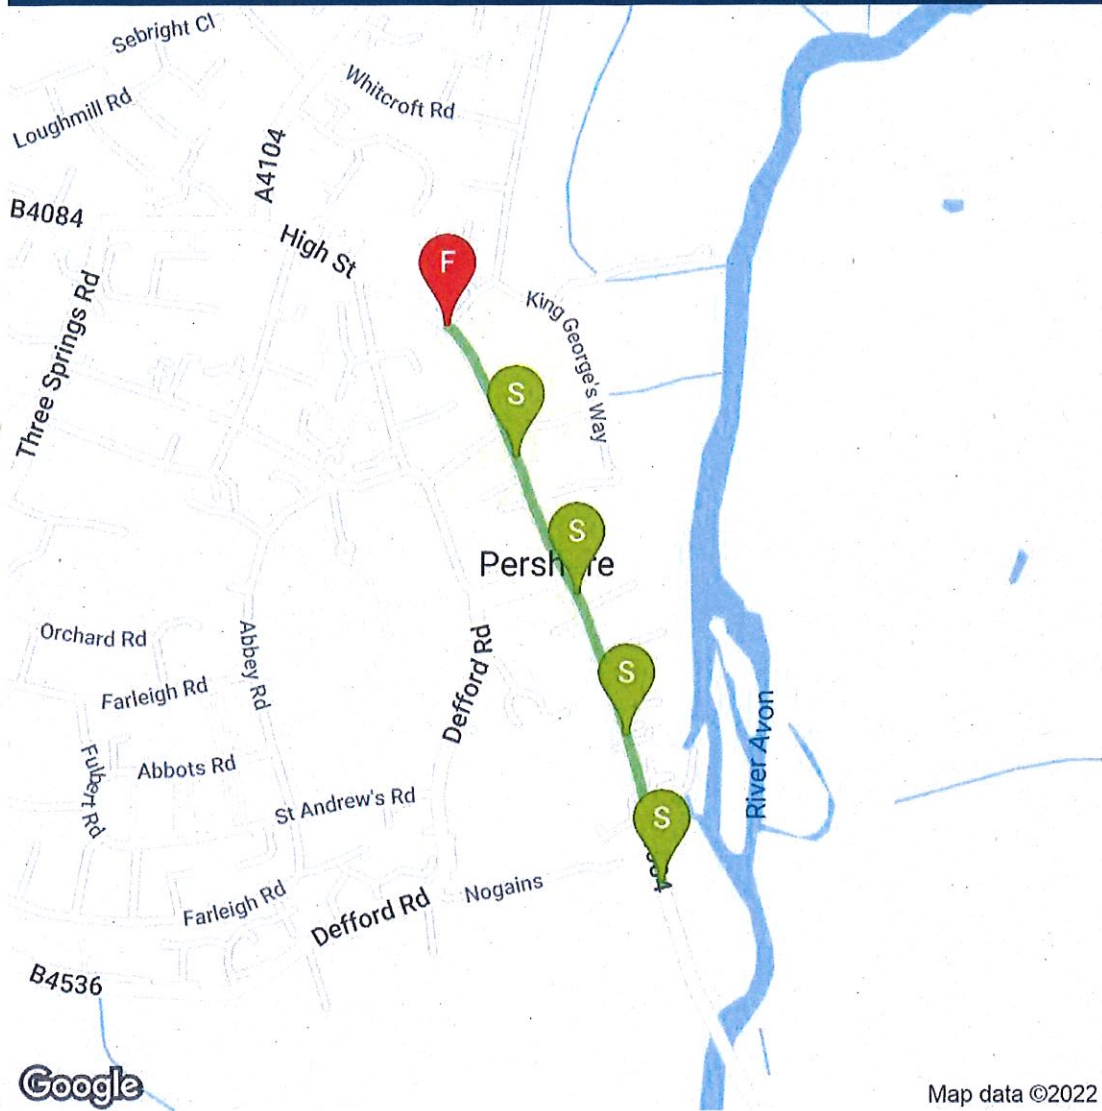 Sebright Cl
Whitcroft Rd
Loughmill Rd
A4104
B4084
High St
F
King George's Way
Three Springs Rd
S
S
Orchard Rd
Abbey Rd
Defford Rd
S
Farleigh Rd
River Avon
Fulbert Rd
Abbots Rd
St Andrew's Rd
S
Farleigh Rd
Defford Rd
Nogains
B4536
Google
Map data ©2022